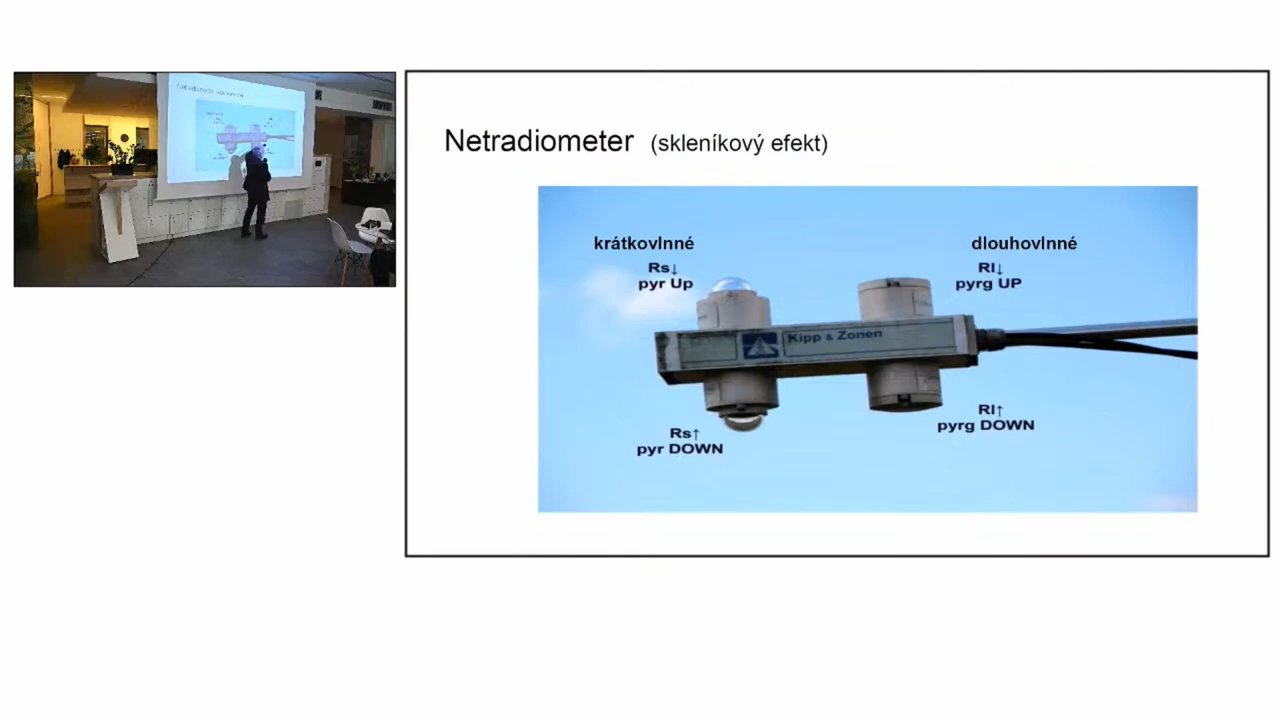 Netradiometer (skleníkový efekt)
krátkovlnné
Rs↓
pyr Up
dlouhovlnné
Rl↓
pyrg UP
Kipp & Zonen
Rs↑
pyr DOWN
Rl↑
pyrg DOWN